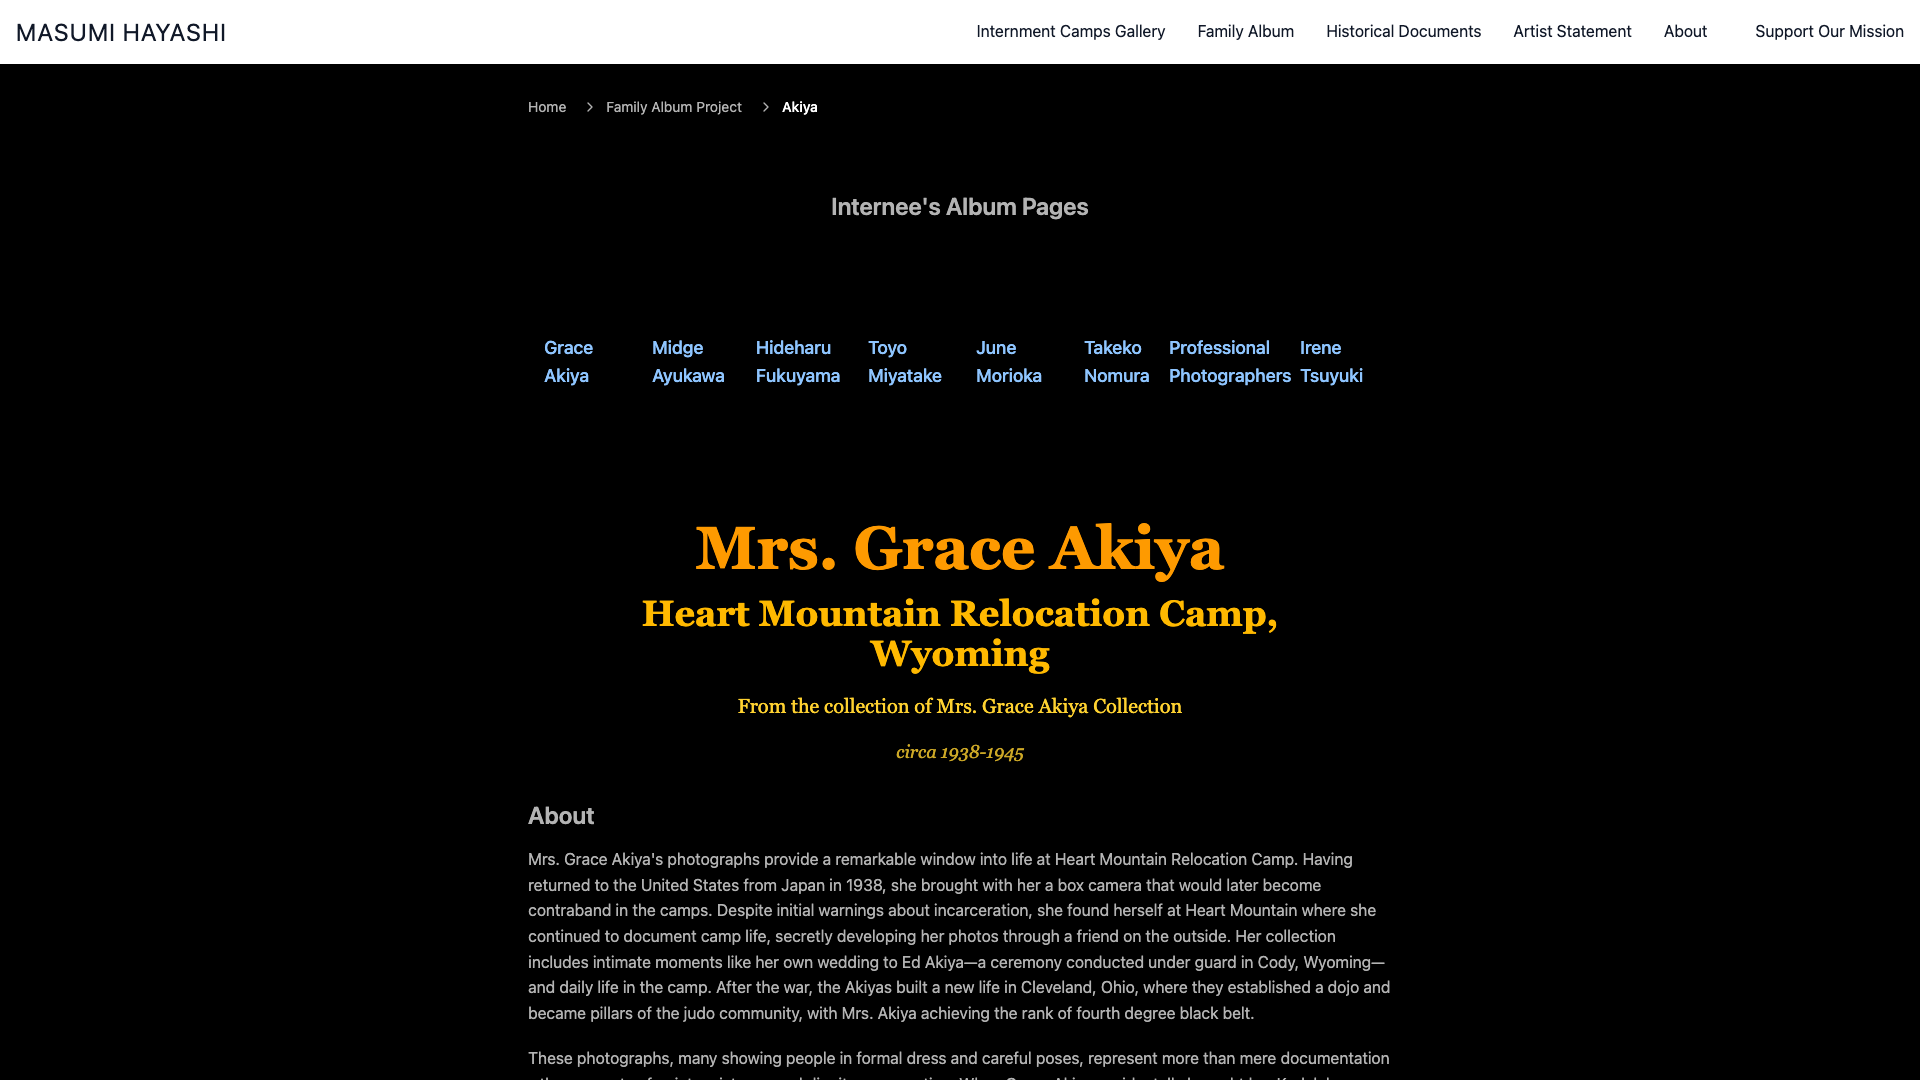 MASUMI HAYASHI
Internment Camps Gallery Family Album Historical Documents Artist Statement About Support Our Mission
Home > Family Album Project > Akiya
Internee's Album Pages
Grace Akiya
Midge Ayukawa
Hideharu Fukuyama
Toyo Miyatake
June Morioka
Takeko Nomura
Professional Photographers
Irene Tsuyuki
Mrs. Grace Akiya
Heart Mountain Relocation Camp,
Wyoming
From the collection of Mrs. Grace Akiya Collection
circa 1938-1945
About
Mrs. Grace Akiya's photographs provide a remarkable window into life at Heart Mountain Relocation Camp. Having
returned to the United States from Japan in 1938, she brought with her a box camera that would later become
contraband in the camps. Despite initial warnings about incarceration, she found herself at Heart Mountain where she
continued to document camp life, secretly developing her photos through a friend on the outside. Her collection
includes intimate moments like her own wedding to Ed Akiya—a ceremony conducted under guard in Cody, Wyoming—
and daily life in the camp. After the war, the Akiyas built a new life in Cleveland, Ohio, where they established a dojo and
became pillars of the judo community, with Mrs. Akiya achieving the rank of fourth degree black belt.
These photographs, many showing people in formal dress and careful poses, represent more than mere documentation